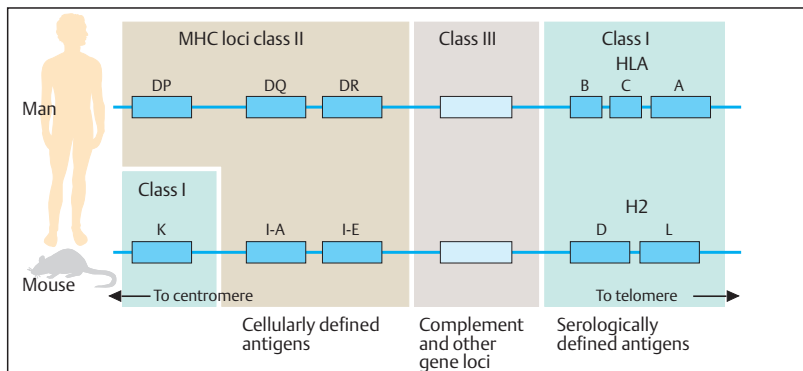 MHC loci class II
Class III
Class I
HLA
DP
DQ
DR
B
C
A
Man
Class I
H2
K
I-A
I-E
D
L
Mouse
To centromere
To telomere
Cellularly defined
antigens
Complement
and other
gene loci
Serologically
defined antigens